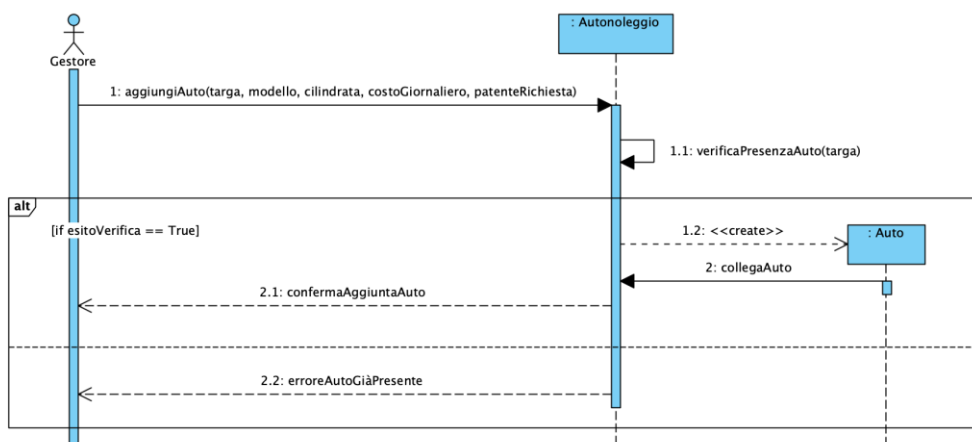 : Autonoleggio
Gestore
1: aggiungiAuto(targa, modello, cilindrata, costoGiornaliero, patenteRichiesta)
1.1: verificaPresenzaAuto(targa)
alt
[if esitoVerifica == True]
1.2: <<create>>
: Auto
2: collegaAuto
2.1: confermaAggiuntaAuto
2.2: erroreAutoGiàPresente